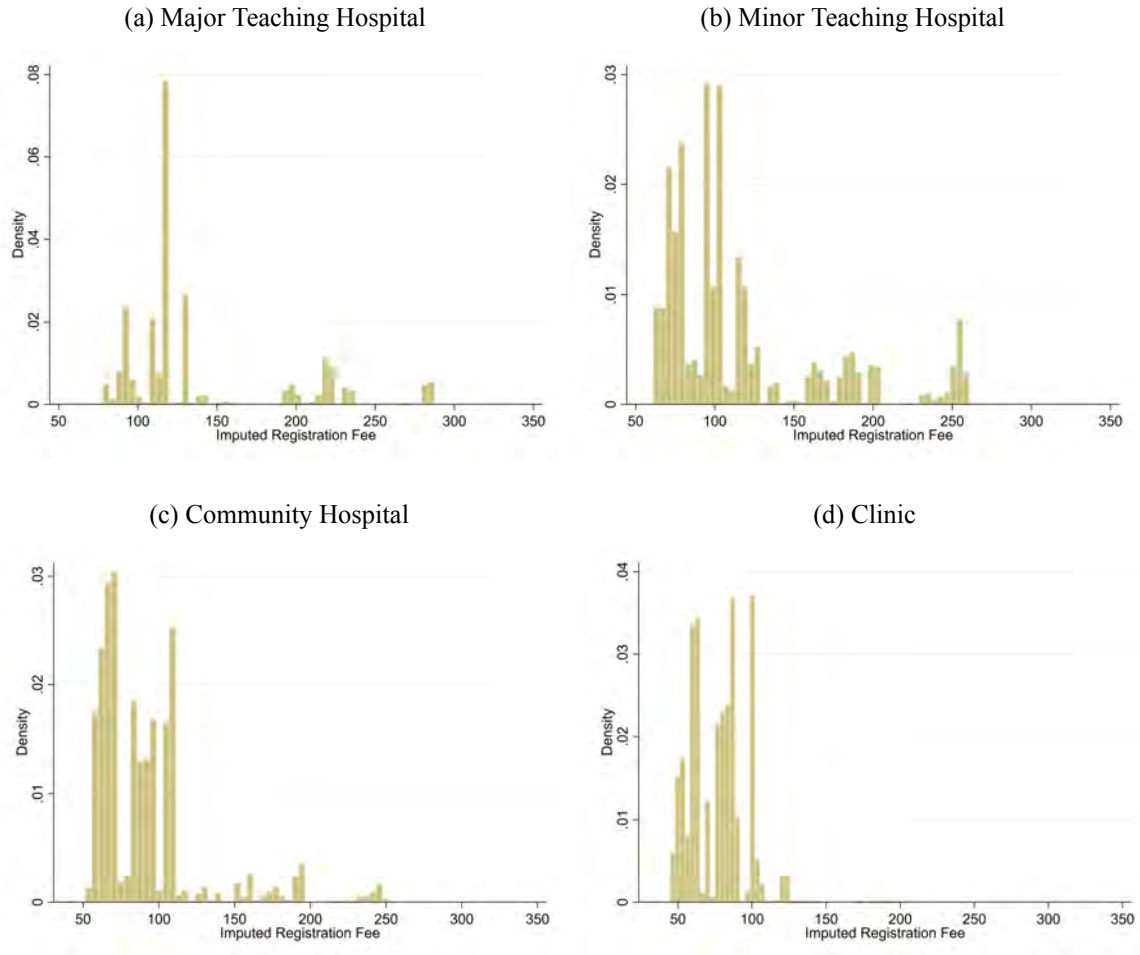 (a) Major Teaching Hospital
.08
.06
.04
.02
0
Density
50 100 150 200 250 300 350
Imputed Registration Fee
(b) Minor Teaching Hospital
.03
.02
.01
0
Density
50 100 150 200 250 300 350
Imputed Registration Fee
(c) Community Hospital
.03
.02
.01
0
Density
50 100 150 200 250 300 350
Imputed Registration Fee
(d) Clinic
.04
.03
.02
.01
0
Density
50 100 150 200 250 300 350
Imputed Registration Fee